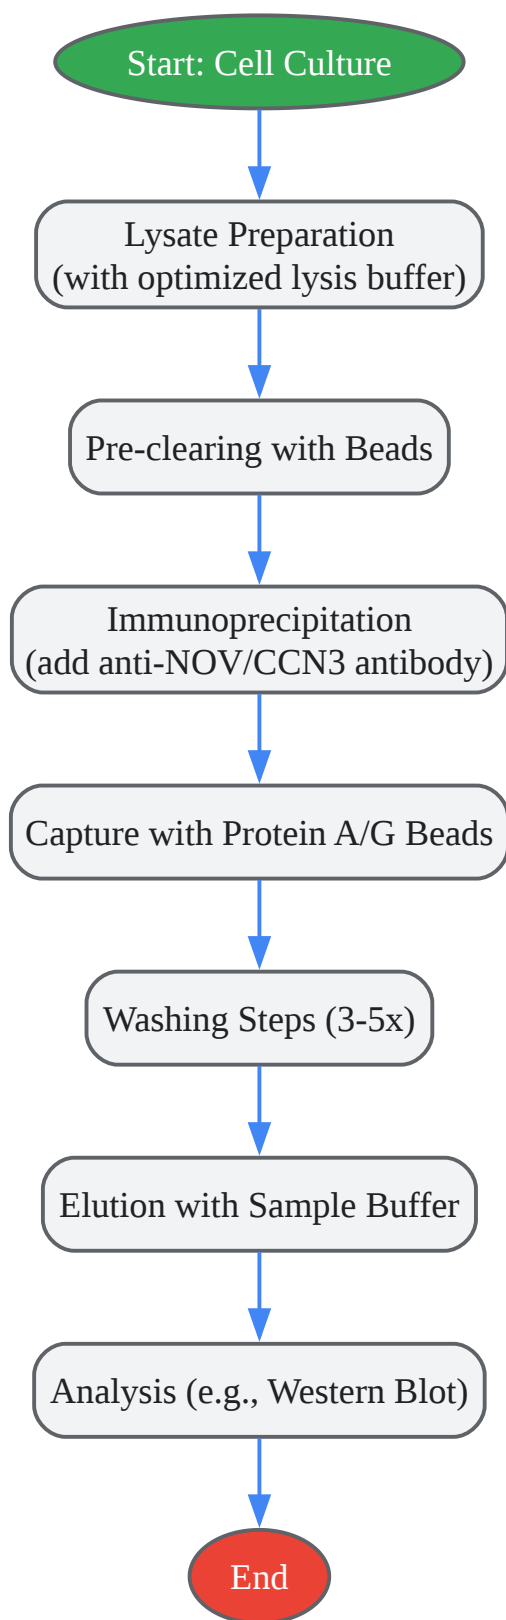 Start: Cell Culture
Lysate Preparation
(with optimized lysis buffer)
Pre-clearing with Beads
Immunoprecipitation
(add anti-NOV/CCN3 antibody)
Capture with Protein A/G Beads
Washing Steps (3-5x)
Elution with Sample Buffer
Analysis (e.g., Western Blot)
End